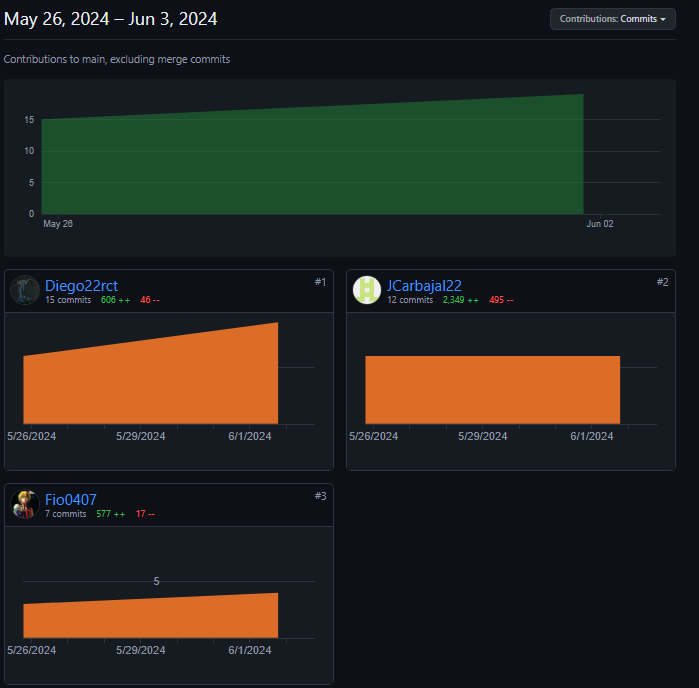 May 26, 2024 – Jun 3, 2024
Contributions: Commits
Contributions to main, excluding merge commits
15
10
5
0
May 26
Jun 02
Diego22rct
#1
15 commits 606 ++ 46 --
5/26/2024 5/29/2024 6/1/2024
JCarbajal22
#2
12 commits 2,349 ++ 495 --
5/26/2024 5/29/2024 6/1/2024
Fio0407
#3
7 commits 577 ++ 17 --
5
5/26/2024 5/29/2024 6/1/2024